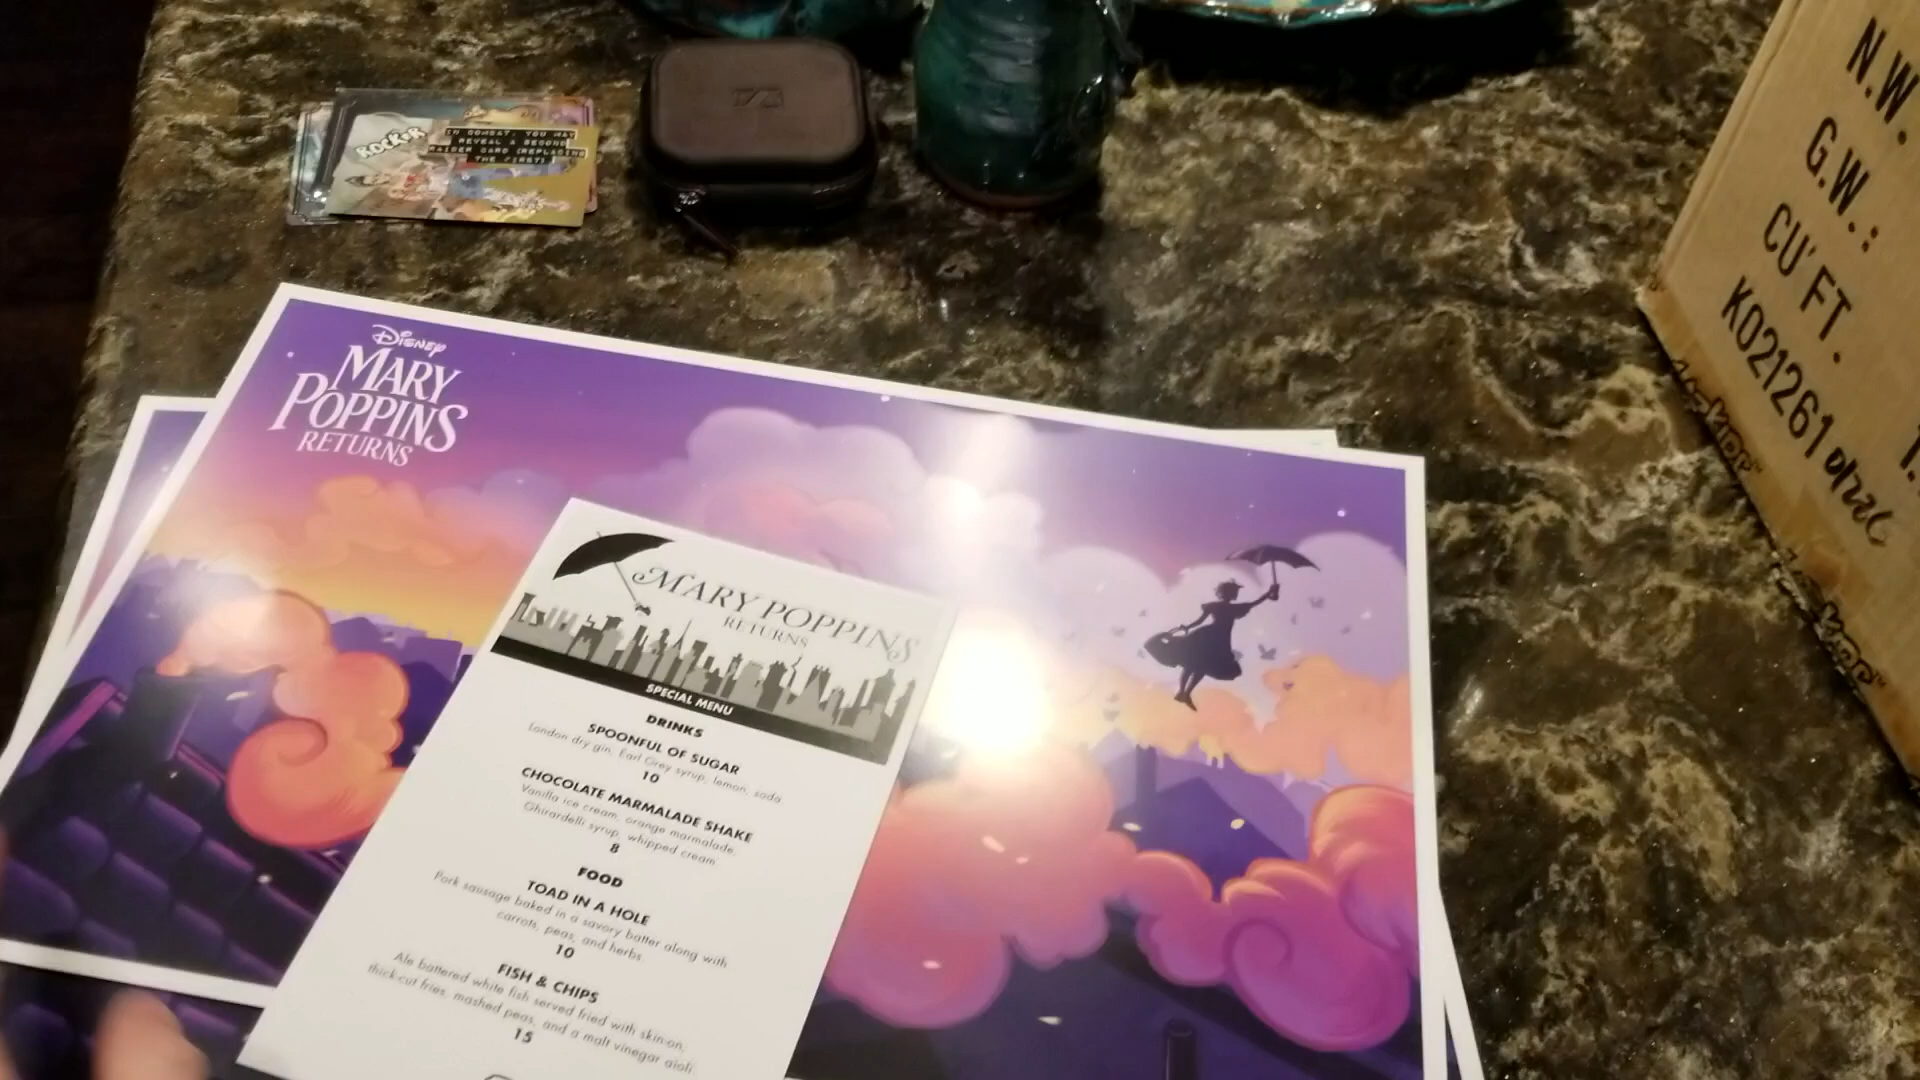 ROCKER
IN COMBAT, YOU MAY
REVEAL A SECOND
RAIDER CARD (REPLACING
THE FIRST)
N.W.
G.W.:
CU' FT.
K0212610122
DISNEY
MARY
POPPINS
RETURNS
MARY POPPINS
RETURNS
SPECIAL MENU
DRINKS
SPOONFUL OF SUGAR
London dry gin, Earl Grey syrup, lemon, soda
10
CHOCOLATE MARMALADE SHAKE
Vanilla ice cream, orange marmalade,
Ghirardelli syrup, whipped cream
8
FOOD
TOAD IN A HOLE
Pork sausage baked in a savory batter along with
carrots, peas, and herbs
10
FISH & CHIPS
Ale battered white fish served fried with skin-on,
thick-cut fries, mashed peas, and a malt vinegar aioli
15